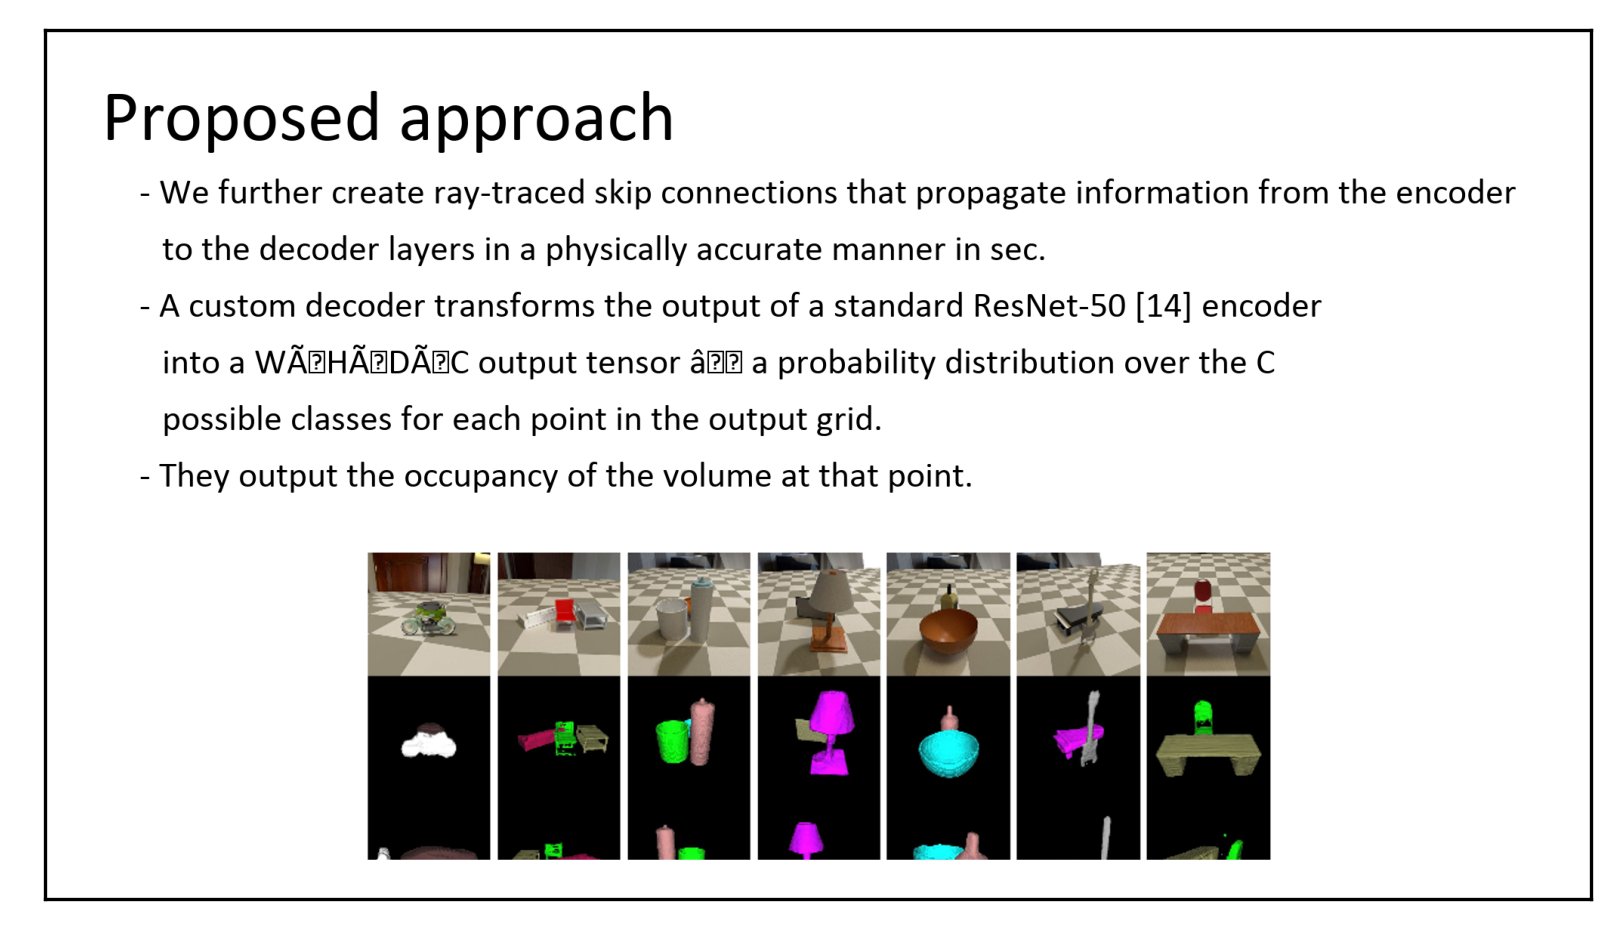 Proposed approach
- We further create ray-traced skip connections that propagate information from the encoder
to the decoder layers in a physically accurate manner in sec.
- A custom decoder transforms the output of a standard ResNet-50 [14] encoder
into a WÃ�HÃ�DÃ�C output tensor â�� a probability distribution over the C
possible classes for each point in the output grid.
- They output the occupancy of the volume at that point.